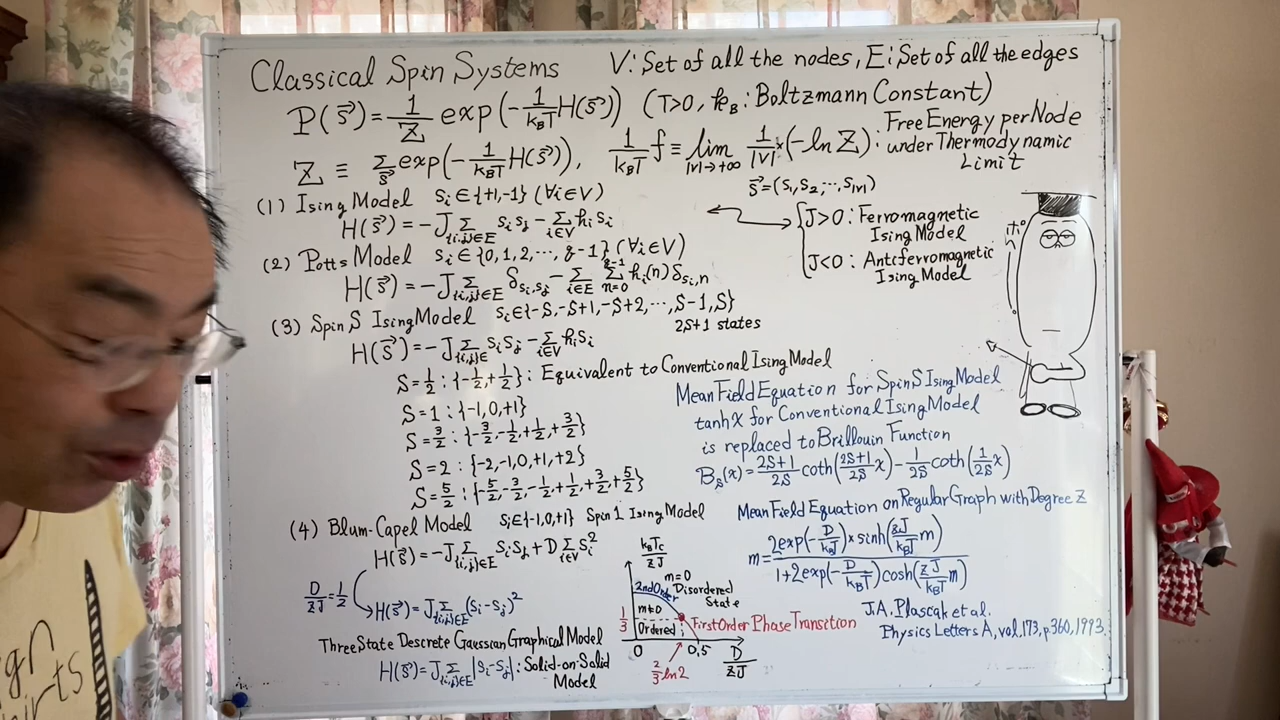 Classical Spin Systems V: Set of all the nodes, E: Set of all the edges
P(s⃗)=1/Z exp(-1/k_BT H(s⃗)) (T>0, k_B: Boltzmann Constant)
Z ≡ Σ_s⃗ exp(-1/k_BT H(s⃗)), 1/k_BT f ≡ lim_|V|→+∞ 1/|V| × (-ln Z):
Free Energy per Node
under Thermodynamic
Limit
s⃗=(s₁,s₂,⋯,s_|V|)
(1) Ising Model s_i∈{+1,-1} (∀i∈V)
H(s⃗)=-J Σ_{i,j}∈E s_i s_j - Σ_i∈V h_i s_i
J>0: Ferromagnetic
Ising Model
J<0: Antiferromagnetic
Ising Model
(2) Potts Model s_i∈{0,1,2,⋯,q-1} (∀i∈V)
H(s⃗)=-J Σ_{i,j}∈E δ_{s_i,s_j} - Σ_i∈E Σ_{n=0}^{q-1} h_i(n) δ_{s_i,n}
(3) Spin S Ising Model s_i∈{-S,-S+1,-S+2,⋯,S-1,S}
2S+1 states
H(s⃗)=-J Σ_{i,j}∈E s_i s_j - Σ_i∈V h_i s_i
S=1/2: {-1/2,+1/2}: Equivalent to Conventional Ising Model
S=1: {-1,0,+1}
S=3/2: {-3/2,-1/2,+1/2,+3/2}
S=2: {-2,-1,0,+1,+2}
S=5/2: {-5/2,-3/2,-1/2,+1/2,+3/2,+5/2}
Mean Field Equation for Spin S Ising Model
tanh x for Conventional Ising Model
is replaced to Brillouin Function
B_S(x)=2S+1/2S coth(2S+1/2S x)-1/2S coth(1/2S x)
(4) Blum-Capel Model s_i∈{-1,0,+1} Spin 1 Ising Model
H(s⃗)=-J Σ_{i,j}∈E s_i s_j + D Σ_i∈V s_i²
D/zJ=1/2
H(s⃗)=J Σ_{i,j}∈E (s_i-s_j)²
Three State Discrete Gaussian Graphical Model
H(s⃗)=J Σ_{i,j}∈E |s_i-s_j|: Solid-on-Solid
Model
k_BT_C/zJ
m=0
2nd Order
Disordered
State
m≠0
1/3
Ordered
First Order Phase Transition
0
0.5
D/zJ
2/3 ln2
Mean Field Equation on Regular Graph with Degree z
m=2exp(-D/k_BT)×sinh(zJ/k_BT m)/1+2exp(-D/k_BT)cosh(zJ/k_BT m)
J.A. Plascak et al.
Physics Letters A, vol.173, p.360, 1993.